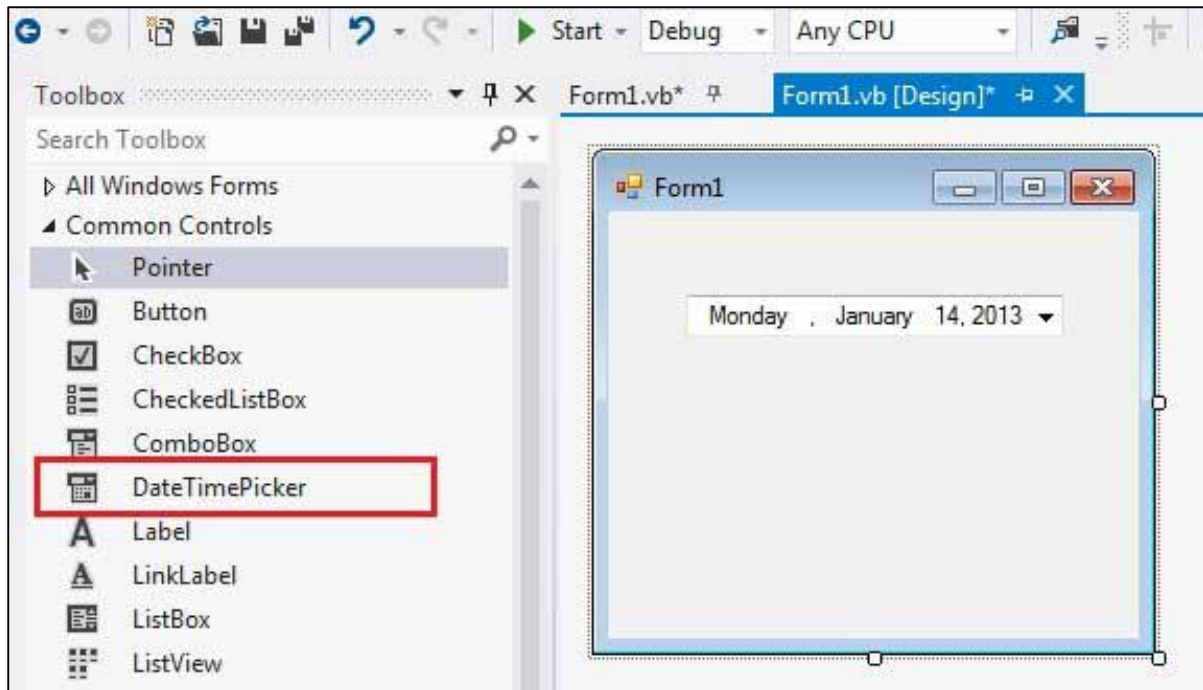 Start Debug Any CPU
Toolbox
Form1.vb* Form1.vb [Design]*
Search Toolbox
All Windows Forms
Common Controls
Pointer
Button
CheckBox
CheckedListBox
ComboBox
DateTimePicker
Label
LinkLabel
ListBox
ListView
Form1
Monday , January 14, 2013